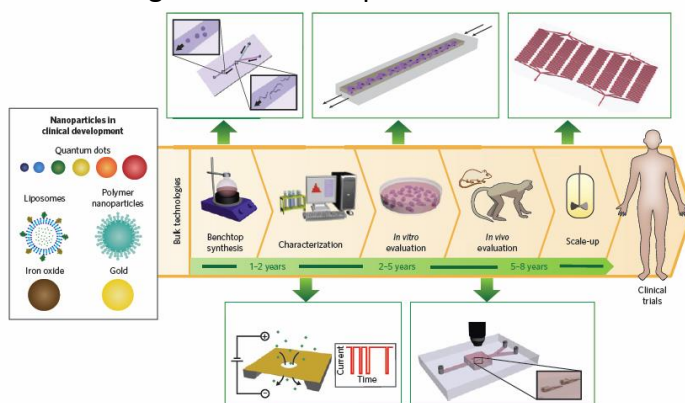 Nanoparticles in
clinical development
Quantum dots
Liposomes
Polymer
nanoparticles
Iron oxide
Gold
Bulk technologies
Benchtop
synthesis
Characterization
In vitro
evaluation
In vivo
evaluation
Scale-up
Clinical
trials
1–2 years
2–5 years
5–8 years
Current
Time